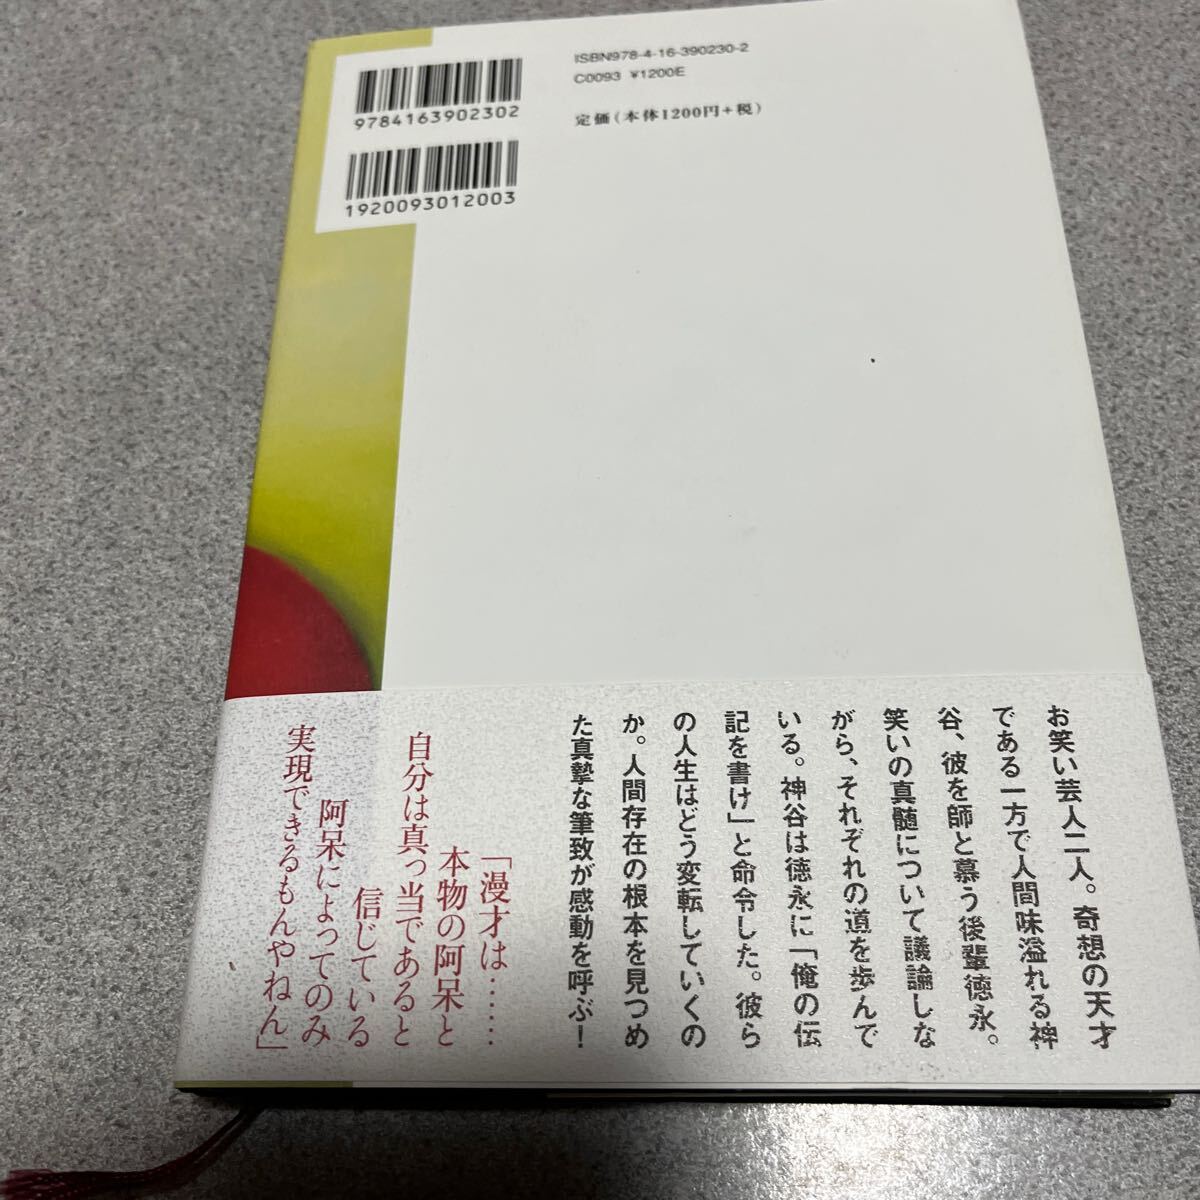 9784163902302
1920093012003
ISBN978-4-16-390230-2
C0093 ¥1200E
定価(本体1200円+税)
お笑い芸人二人。奇想の天才
である一方で人間味溢れる神
谷、彼を師と慕う後輩徳永。
笑いの真髄について議論しな
がら、それぞれの道を歩んで
いる。神谷は徳永に「俺の伝
記を書け」と命令した。彼ら
の人生はどう変転していくの
か。人間存在の根本を見つめ
た真摯な筆致が感動を呼ぶ！
「漫才は……
本物の阿呆と
自分は真っ当であると
信じている
阿呆によってのみ
実現できるもんやねん」